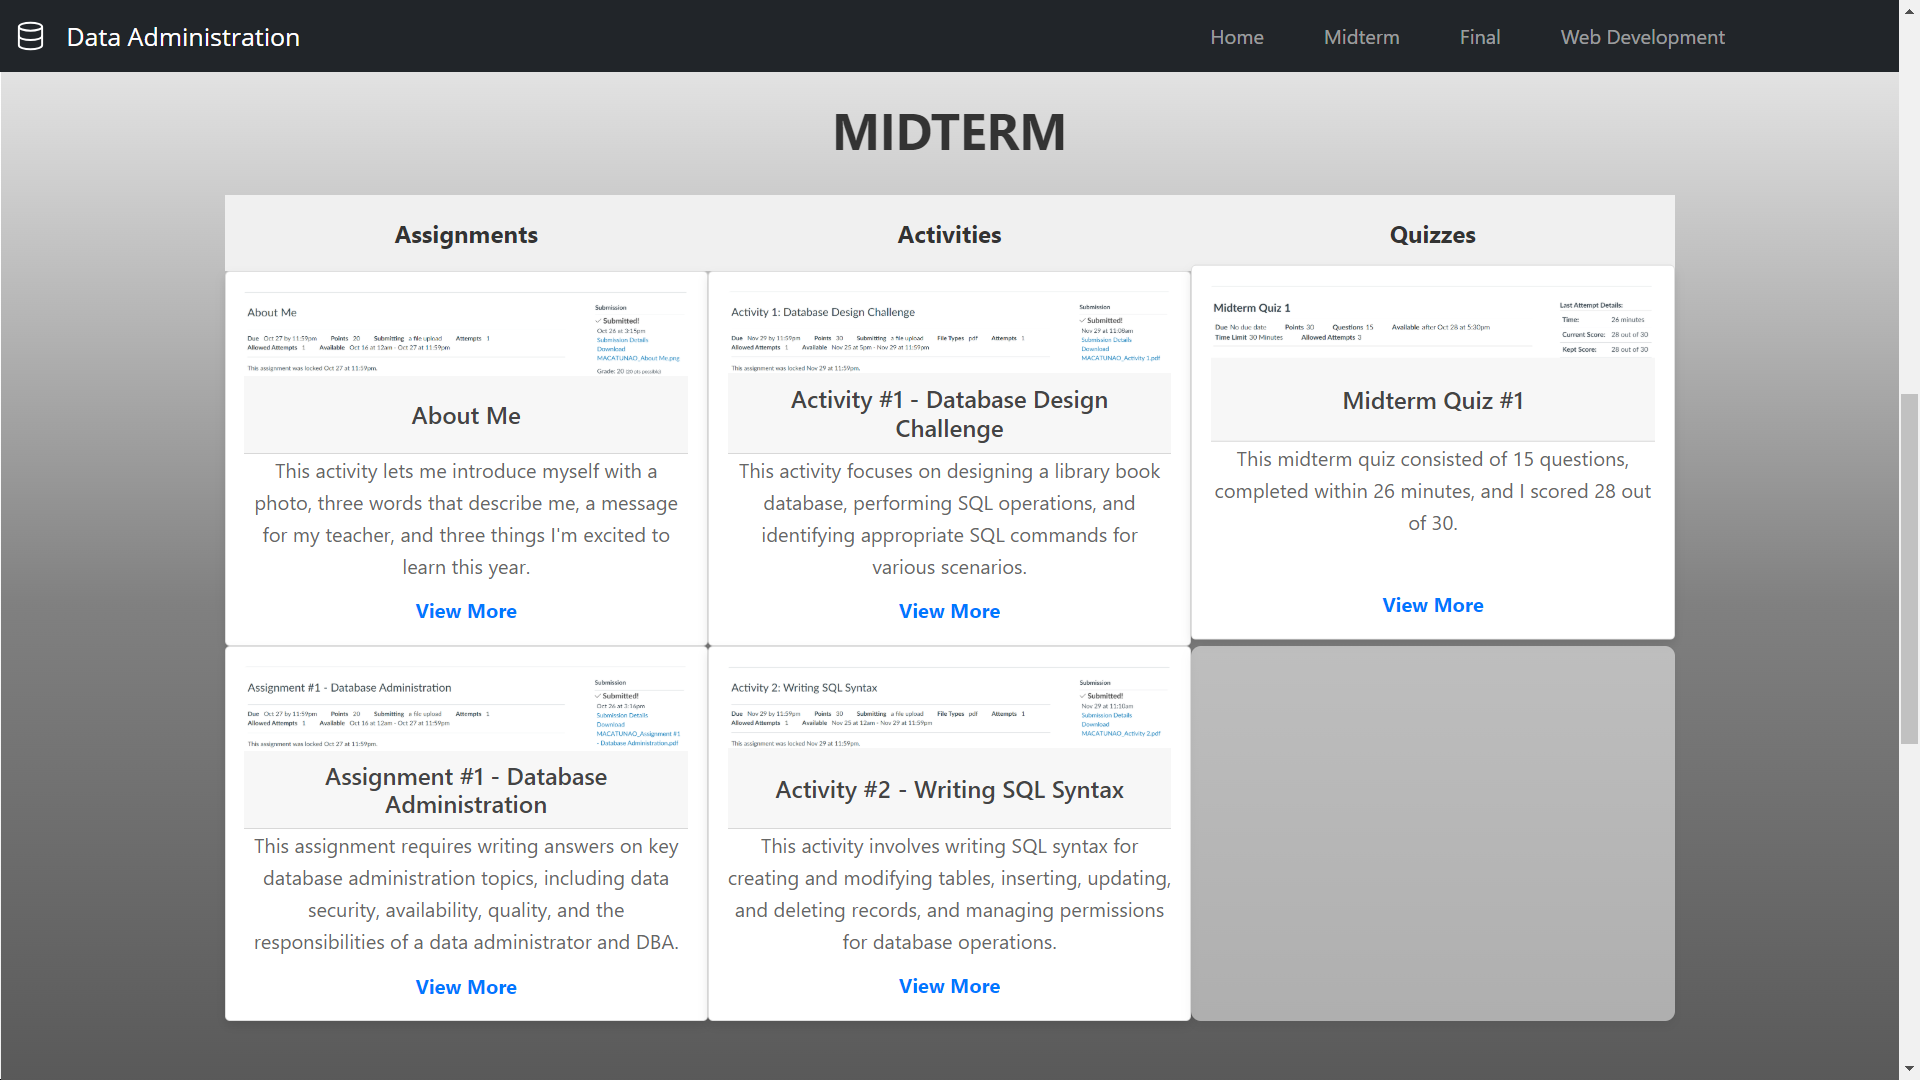 Data Administration
Home
Midterm
Final
Web Development
MIDTERM
Assignments
Activities
Quizzes
About Me
Due Oct 27 by 11:59pm Points 20 Submitting a file upload Attempts 1
Allowed Attempts 1 Available Oct 16 at 12am - Oct 27 at 11:59pm
This assignment was locked Oct 27 at 11:59pm.
Submission
✓ Submitted!
Oct 26 at 3:15pm
Submission Details
Download
MACATUNAO_About Me.png
Grade: 20 (20 pts possible)
About Me
This activity lets me introduce myself with a
photo, three words that describe me, a message
for my teacher, and three things I'm excited to
learn this year.
View More
Activity 1: Database Design Challenge
Due Nov 29 by 11:59pm Points 30 Submitting a file upload File Types pdf Attempts 1
Allowed Attempts 1 Available Nov 25 at 5pm - Nov 29 at 11:59pm
This assignment was locked Nov 29 at 11:59pm.
Submission
✓ Submitted!
Nov 29 at 11:08am
Submission Details
Download
MACATUNAO_Activity 1.pdf
Activity #1 - Database Design
Challenge
This activity focuses on designing a library book
database, performing SQL operations, and
identifying appropriate SQL commands for
various scenarios.
View More
Midterm Quiz 1
Due No due date Points 30 Questions 15 Available after Oct 28 at 5:30pm
Time Limit 30 Minutes Allowed Attempts 3
Last Attempt Details:
Time: 26 minutes
Current Score: 28 out of 30
Kept Score: 28 out of 30
Midterm Quiz #1
This midterm quiz consisted of 15 questions,
completed within 26 minutes, and I scored 28 out
of 30.
View More
Assignment #1 - Database Administration
Due Oct 27 by 11:59pm Points 20 Submitting a file upload Attempts 1
Allowed Attempts 1 Available Oct 16 at 12am - Oct 27 at 11:59pm
This assignment was locked Oct 27 at 11:59pm.
Submission
✓ Submitted!
Oct 26 at 3:16pm
Submission Details
Download
MACATUNAO_Assignment #1
- Database Administration.pdf
Assignment #1 - Database
Administration
This assignment requires writing answers on key
database administration topics, including data
security, availability, quality, and the
responsibilities of a data administrator and DBA.
View More
Activity 2: Writing SQL Syntax
Due Nov 29 by 11:59pm Points 30 Submitting a file upload File Types pdf Attempts 1
Allowed Attempts 1 Available Nov 25 at 12am - Nov 29 at 11:59pm
This assignment was locked Nov 29 at 11:59pm.
Submission
✓ Submitted!
Nov 29 at 11:10am
Submission Details
Download
MACATUNAO_Activity 2.pdf
Activity #2 - Writing SQL Syntax
This activity involves writing SQL syntax for
creating and modifying tables, inserting, updating,
and deleting records, and managing permissions
for database operations.
View More